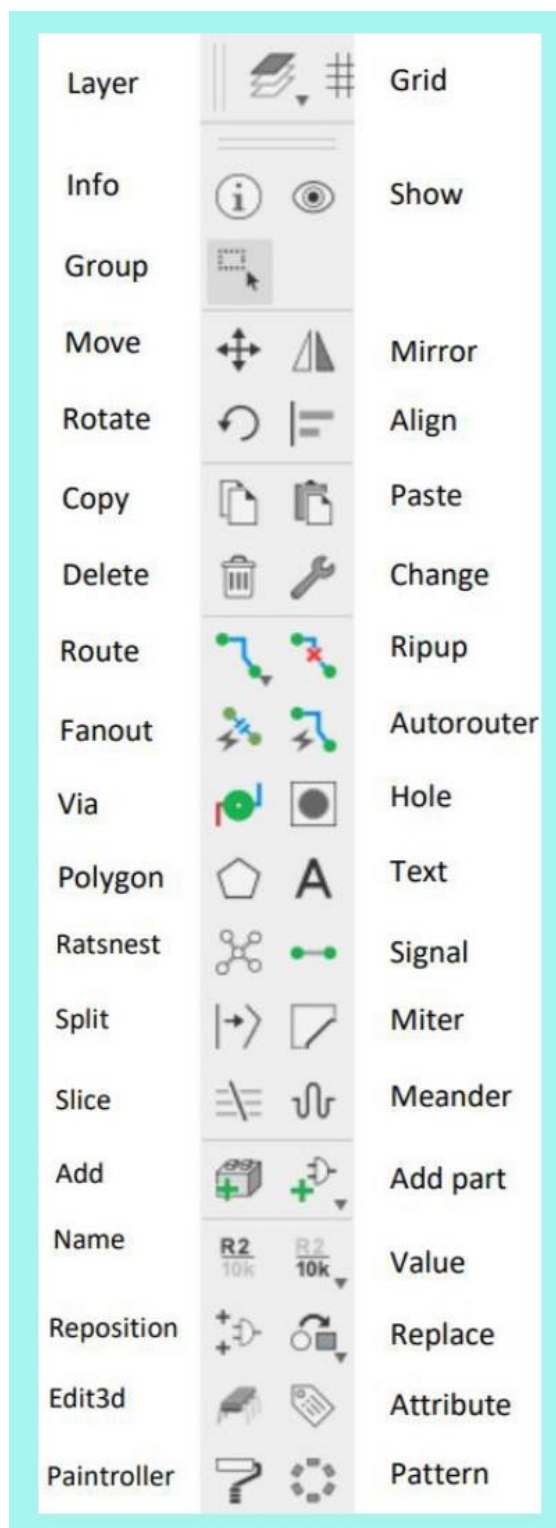 Layer Grid
Info Show
Group
Move Mirror
Rotate Align
Copy Paste
Delete Change
Route Ripup
Fanout Autorouter
Via Hole
Polygon A Text
Ratsnest Signal
Split Miter
Slice Meander
Add Add part
Name R2 R2 Value
10k 10k
Reposition Replace
Edit3d Attribute
Paintroller Pattern